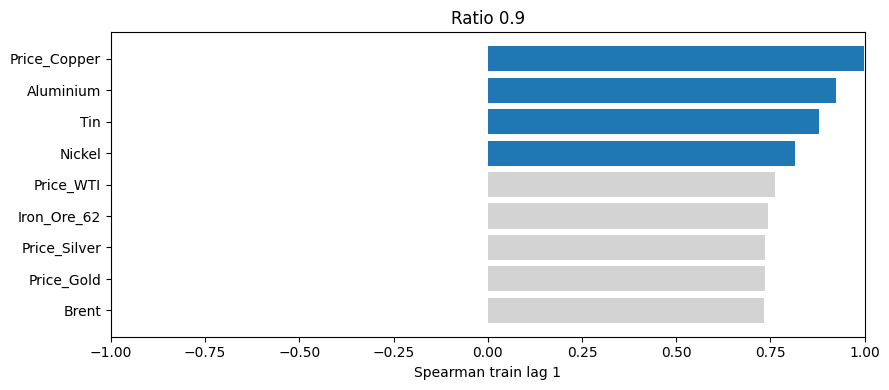 Ratio 0.9
Price_Copper
Aluminium
Tin
Nickel
Price_WTI
Iron_Ore_62
Price_Silver
Price_Gold
Brent
−1.00 −0.75 −0.50 −0.25 0.00 0.25 0.50 0.75 1.00
Spearman train lag 1